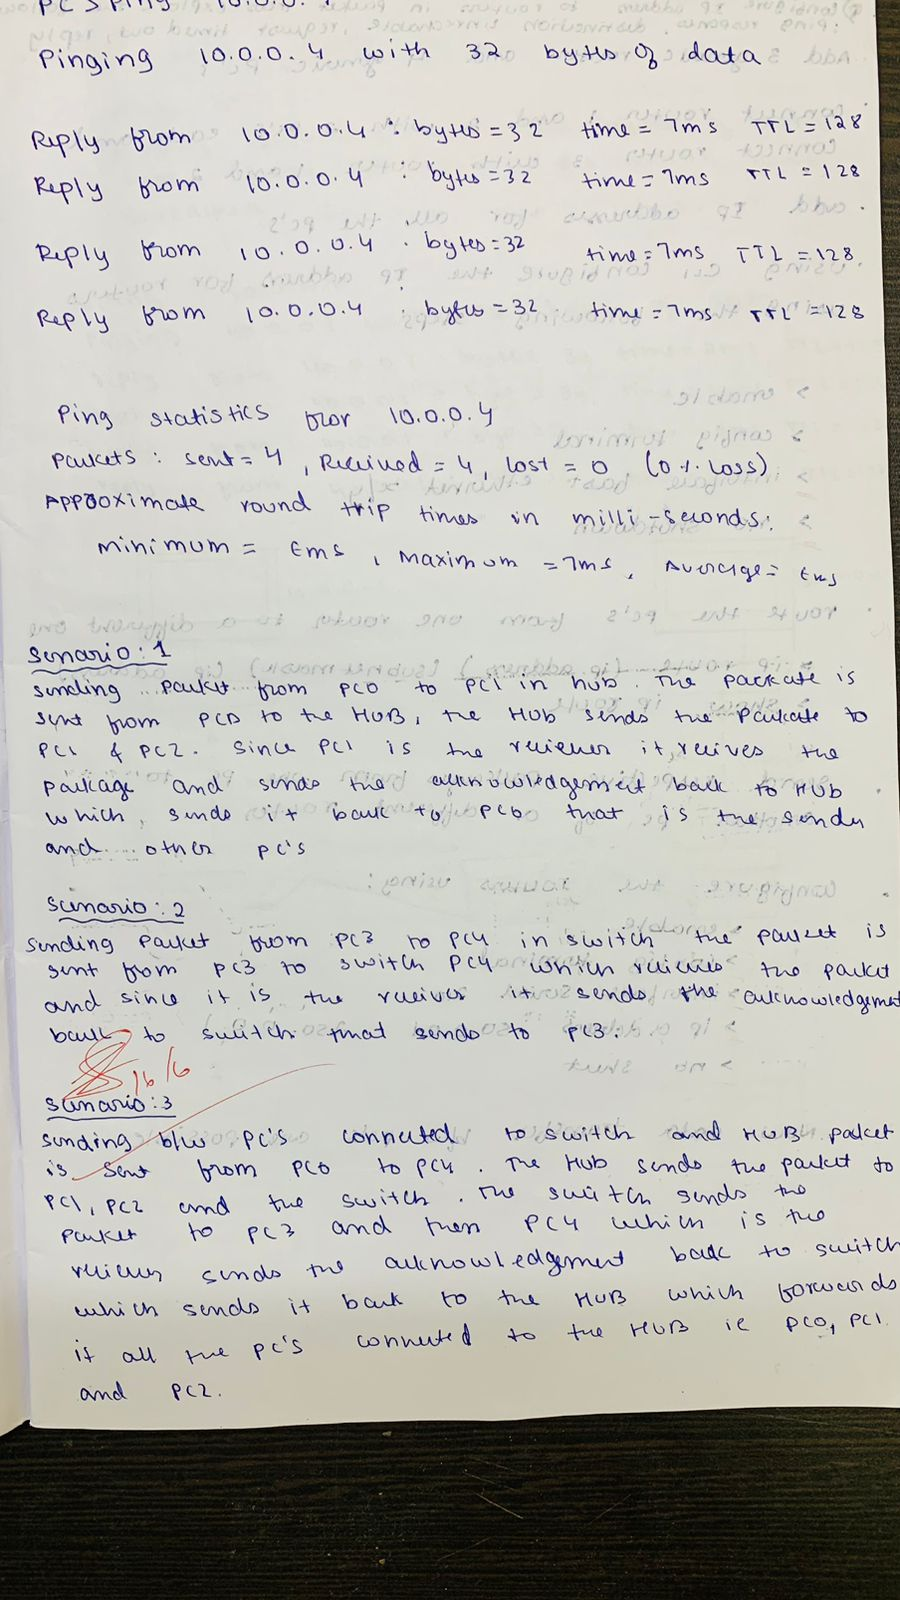 Pinging 10.0.0.4 with 32 bytes of data
Reply from 10.0.0.4 : bytes=32 time=7ms TTL=128
Reply from 10.0.0.4 : bytes=32 time=7ms TTL=128
Reply from 10.0.0.4 : bytes=32 time=7ms TTL=128
Reply from 10.0.0.4 : bytes=32 time=7ms TTL=128
Ping statistics for 10.0.0.4
Packets : sent=4, Received=4, lost=0 (0% Loss)
Approximate round trip times in milli-seconds:
Minimum = , Maximum =7ms, Average=
Senario:1
Sending Packet from PC0 to PC1 in hub. The packate is
sent from PC0 to the HUB, the HUB sends the Packate to
PC1 & PC2. Since PC1 is the reciever it recives the
package and sends the acknowledgement back to HUB
which sends it back to PC0 that is the sender
and other PC's
Scenario:2
Sending Packet from PC3 to PC4 in switch the packet is
sent from PC3 to switch PC4 which recieves the packet
and since it is the reciver it sends the acknowledgement
back to switch that sends to PC3.
16/6
Scenario:3
Sending b/w PC's connected to switch and HUB packet
is sent from PC0 to PC4. The Hub sends the packet to
PC1, PC2 and the switch. The switch sends the
packet to PC3 and then PC4 which is the
reciever sends the acknowledgement back to switch
which sends it back to the HUB which forwards
it all the PC's connected to the HUB ie PC0, PC1
and PC2.